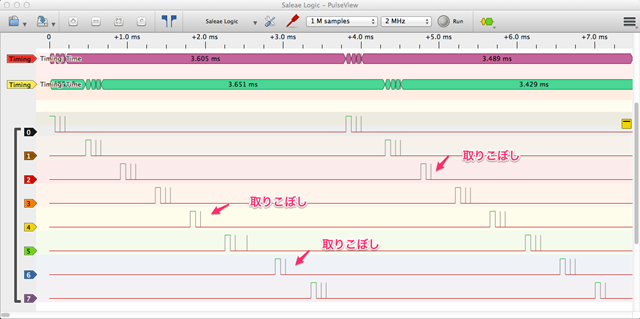 Saleae Logic – PulseView
Saleae Logic
1 M samples
2 MHz
Run
0
+1.0 ms
+2.0 ms
+3.0 ms
+4.0 ms
+5.0 ms
+6.0 ms
+7.0 ms
Timing
Timing
Time
3.605 ms
3.489 ms
Timing
Timing
Time
3.651 ms
3.429 ms
0
1
取りこぼし
2
3
取りこぼし
4
取りこぼし
5
6
7